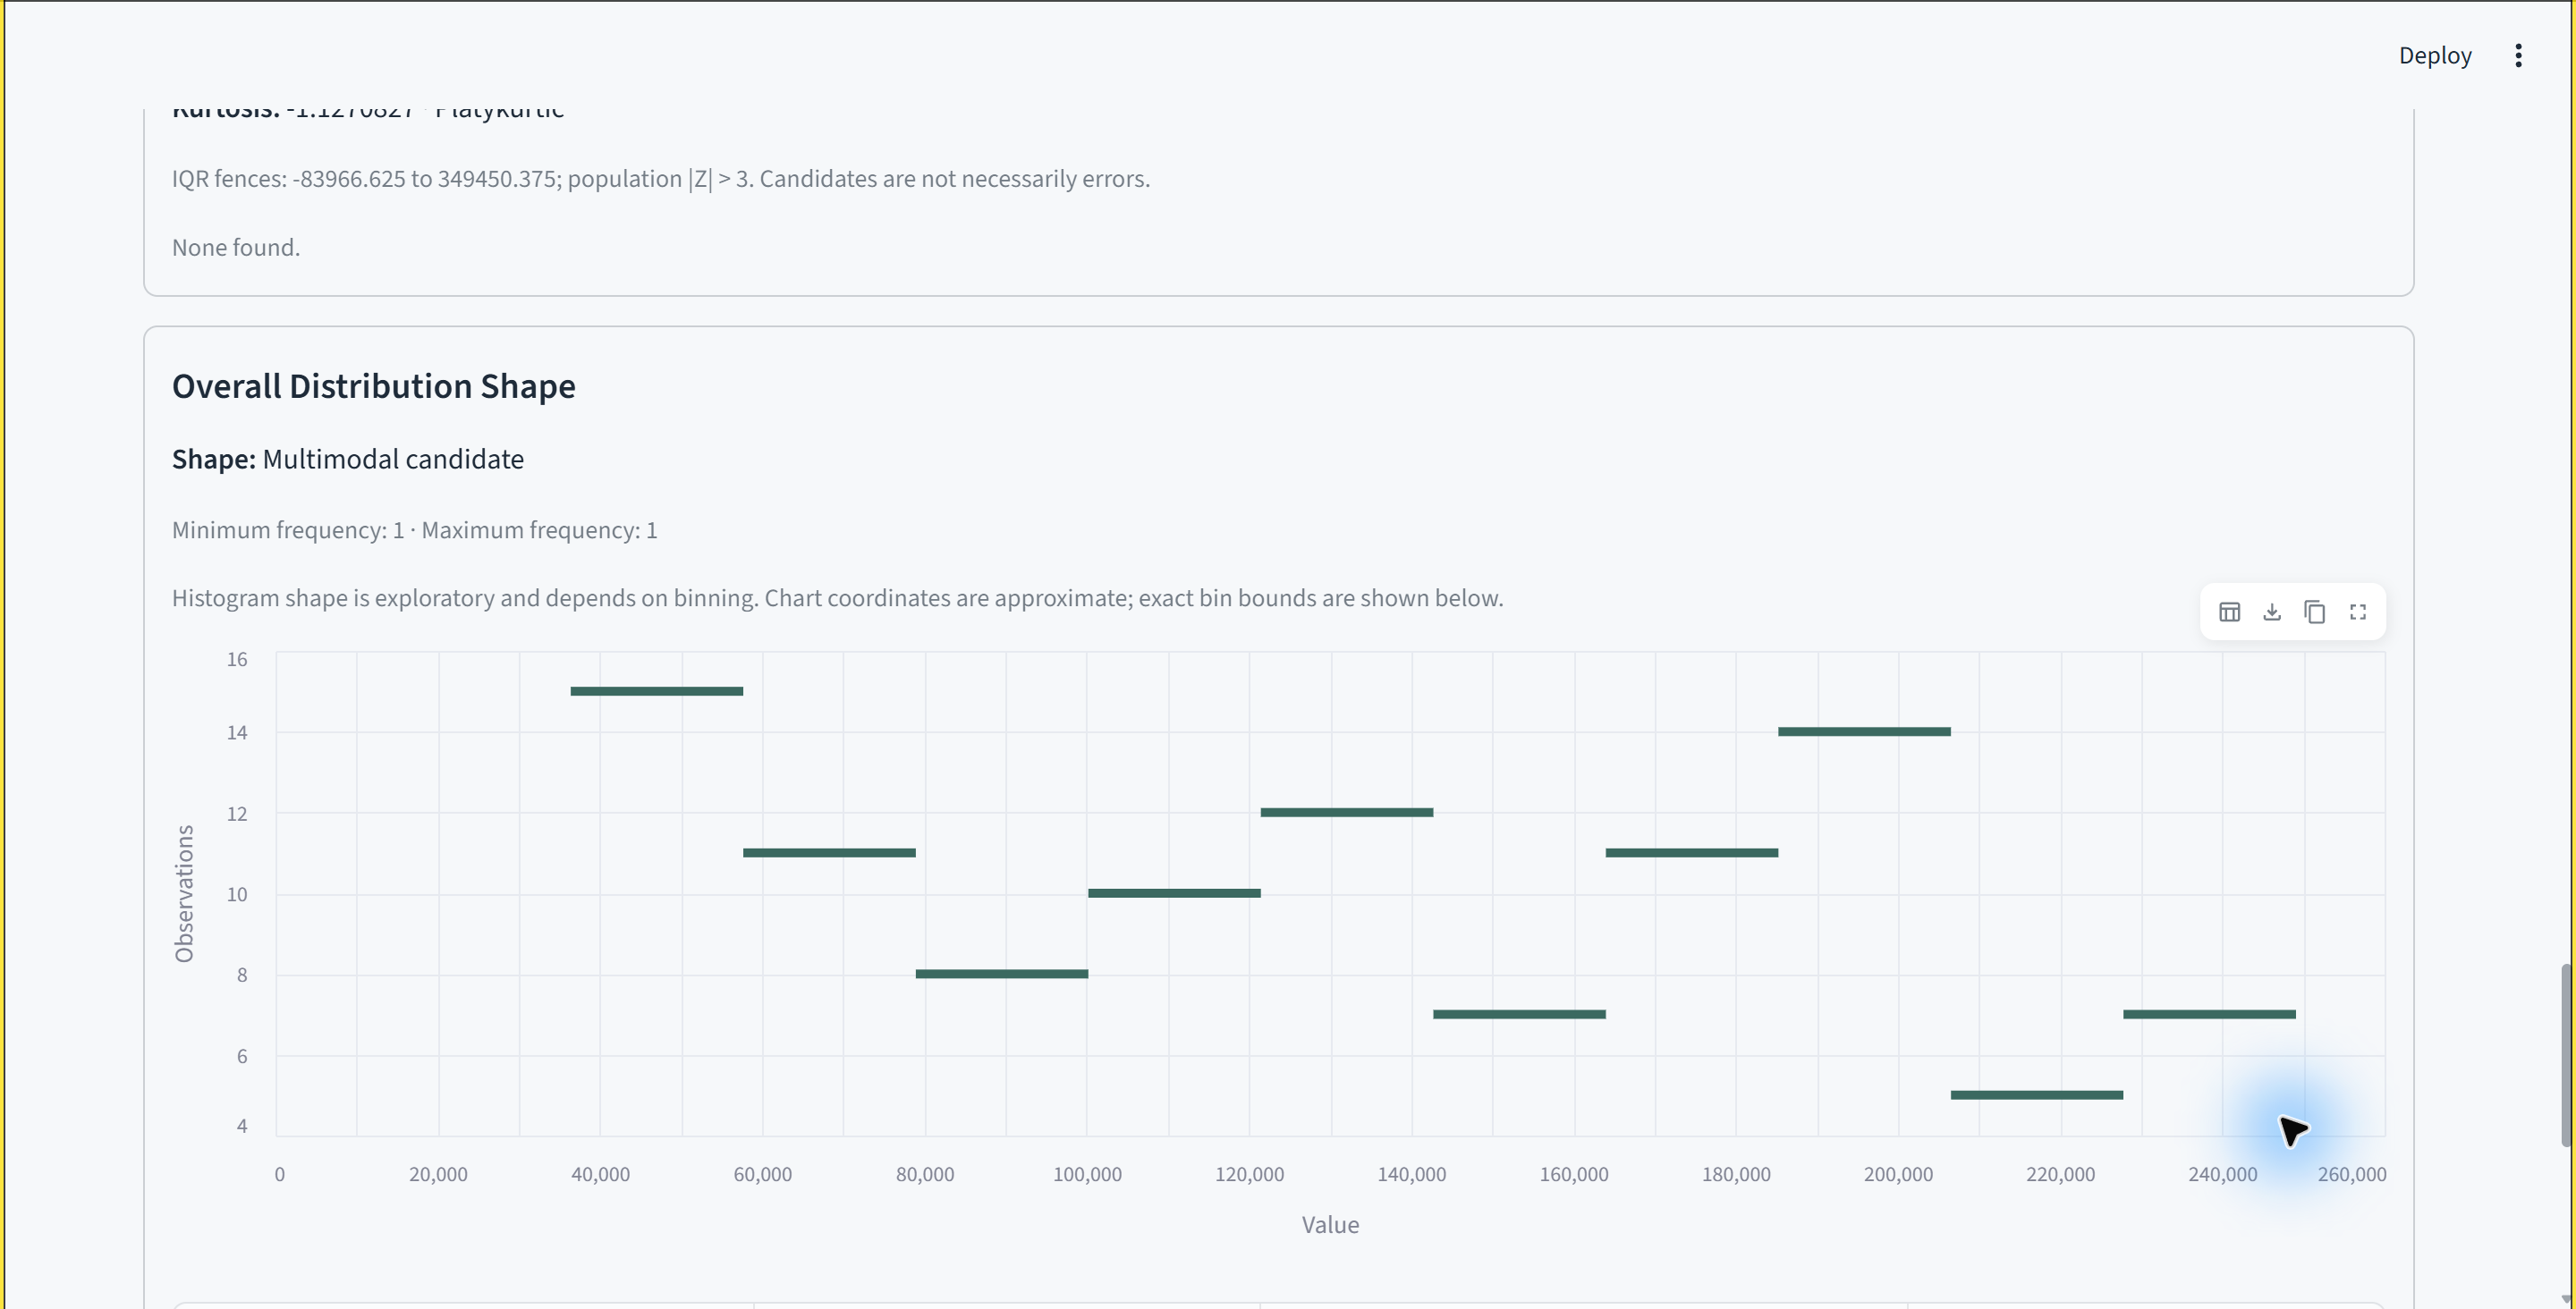 Deploy
Kurtosis: -1.1270827 · Platykurtic
IQR fences: -83966.625 to 349450.375; population |Z| > 3. Candidates are not necessarily errors.
None found.
Overall Distribution Shape
Shape: Multimodal candidate
Minimum frequency: 1 · Maximum frequency: 1
Histogram shape is exploratory and depends on binning. Chart coordinates are approximate; exact bin bounds are shown below.
16
14
12
10
8
6
4
Observations
0 20,000 40,000 60,000 80,000 100,000 120,000 140,000 160,000 180,000 200,000 220,000 240,000 260,000
Value